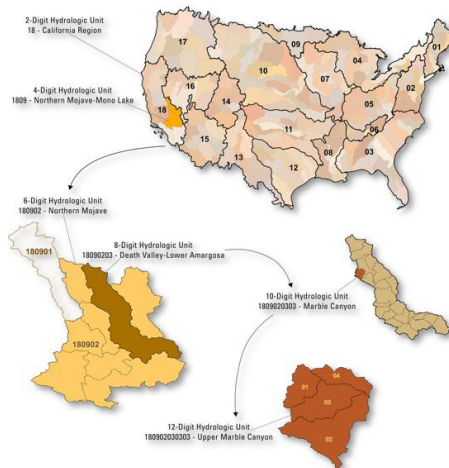 2-Digit Hydrologic Unit
18 - California Region
4-Digit Hydrologic Unit
1809 - Northern Mojave-Mono Lake
17
09
01
04
10
07
02
16
18
14
05
06
11
15
13
12
08
03
6-Digit Hydrologic Unit
180902 - Northern Mojave
8-Digit Hydrologic Unit
18090203 - Death Valley-Lower Amargosa
180901
180902
10-Digit Hydrologic Unit
1809020303 - Marble Canyon
04
01
03
02
12-Digit Hydrologic Unit
180902030303 - Upper Marble Canyon